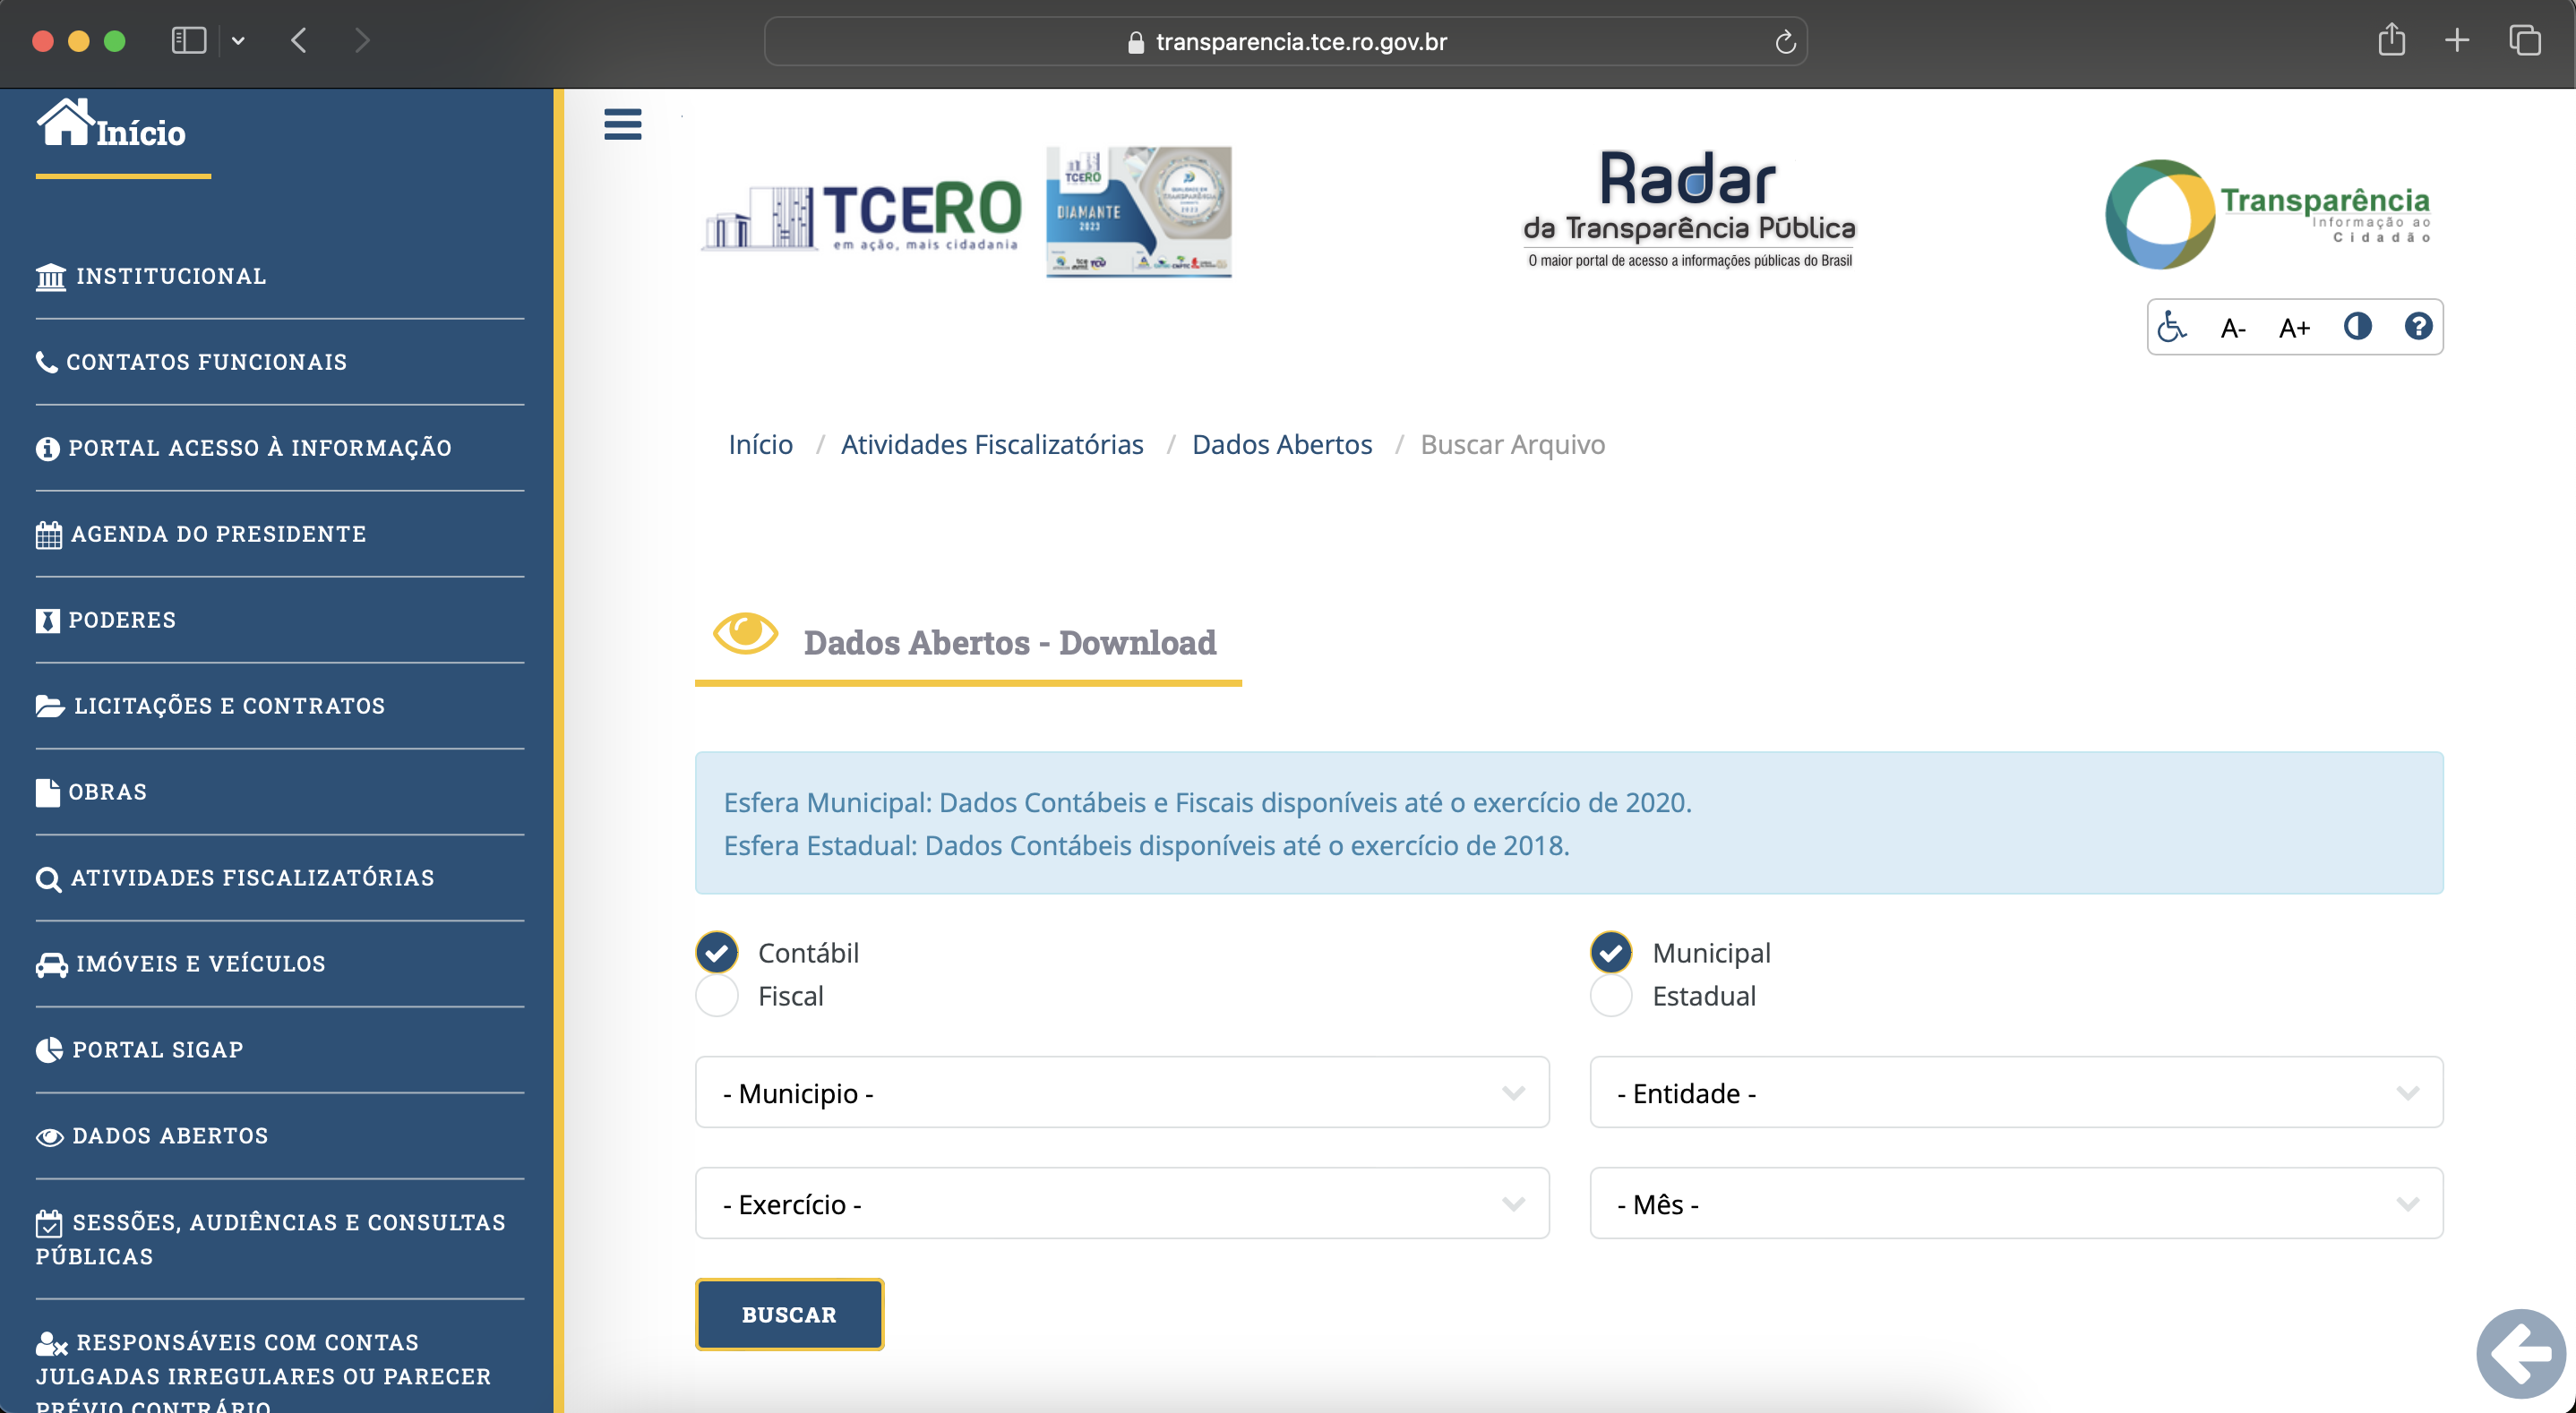 transparencia.tce.ro.gov.br
Início
INSTITUCIONAL
CONTATOS FUNCIONAIS
PORTAL ACESSO À INFORMAÇÃO
AGENDA DO PRESIDENTE
PODERES
LICITAÇÕES E CONTRATOS
OBRAS
ATIVIDADES FISCALIZATÓRIAS
IMÓVEIS E VEÍCULOS
PORTAL SIGAP
DADOS ABERTOS
SESSÕES, AUDIÊNCIAS E CONSULTAS
PÚBLICAS
RESPONSÁVEIS COM CONTAS
JULGADAS IRREGULARES OU PARECER
PRÉVIO CONTRÁRIO
TCERO
em ação, mais cidadania
TCERO
DIAMANTE
2023
Radar
da Transparência Pública
O maior portal de acesso a informações públicas do Brasil
Transparência
Informação ao
Cidadão
A-
A+
Início / Atividades Fiscalizatórias / Dados Abertos / Buscar Arquivo
Dados Abertos - Download
Esfera Municipal: Dados Contábeis e Fiscais disponíveis até o exercício de 2020.
Esfera Estadual: Dados Contábeis disponíveis até o exercício de 2018.
Contábil
Fiscal
Municipal
Estadual
- Municipio -
- Entidade -
- Exercício -
- Mês -
BUSCAR